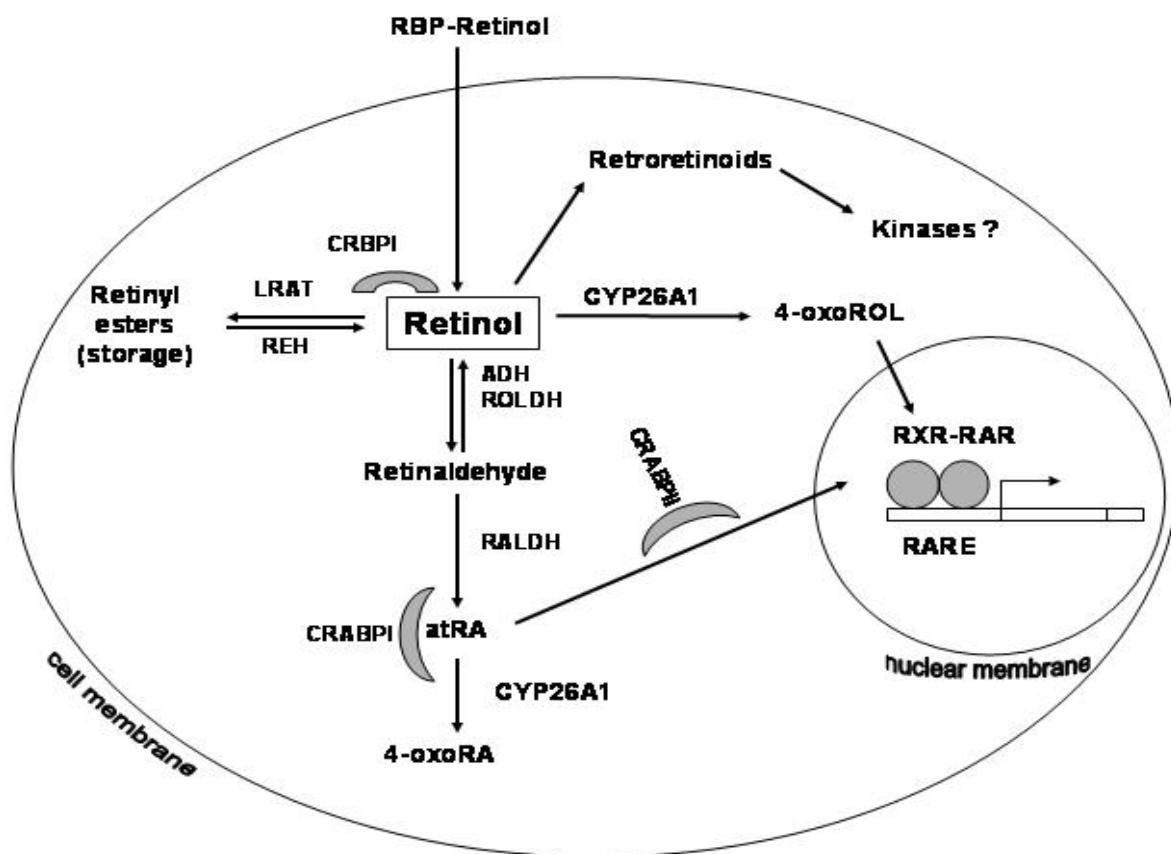 RBP-Retinol
Retroretinoids
Kinases ?
CRBPI
LRAT
Retinyl
esters
(storage)
REH
Retinol
CYP26A1
4-oxoROL
ADH
ROLDH
Retinaldehyde
CRABPII
RXR-RAR
RARE
RALDH
CRABPI
atRA
CYP26A1
4-oxoRA
nuclear membrane
cell membrane